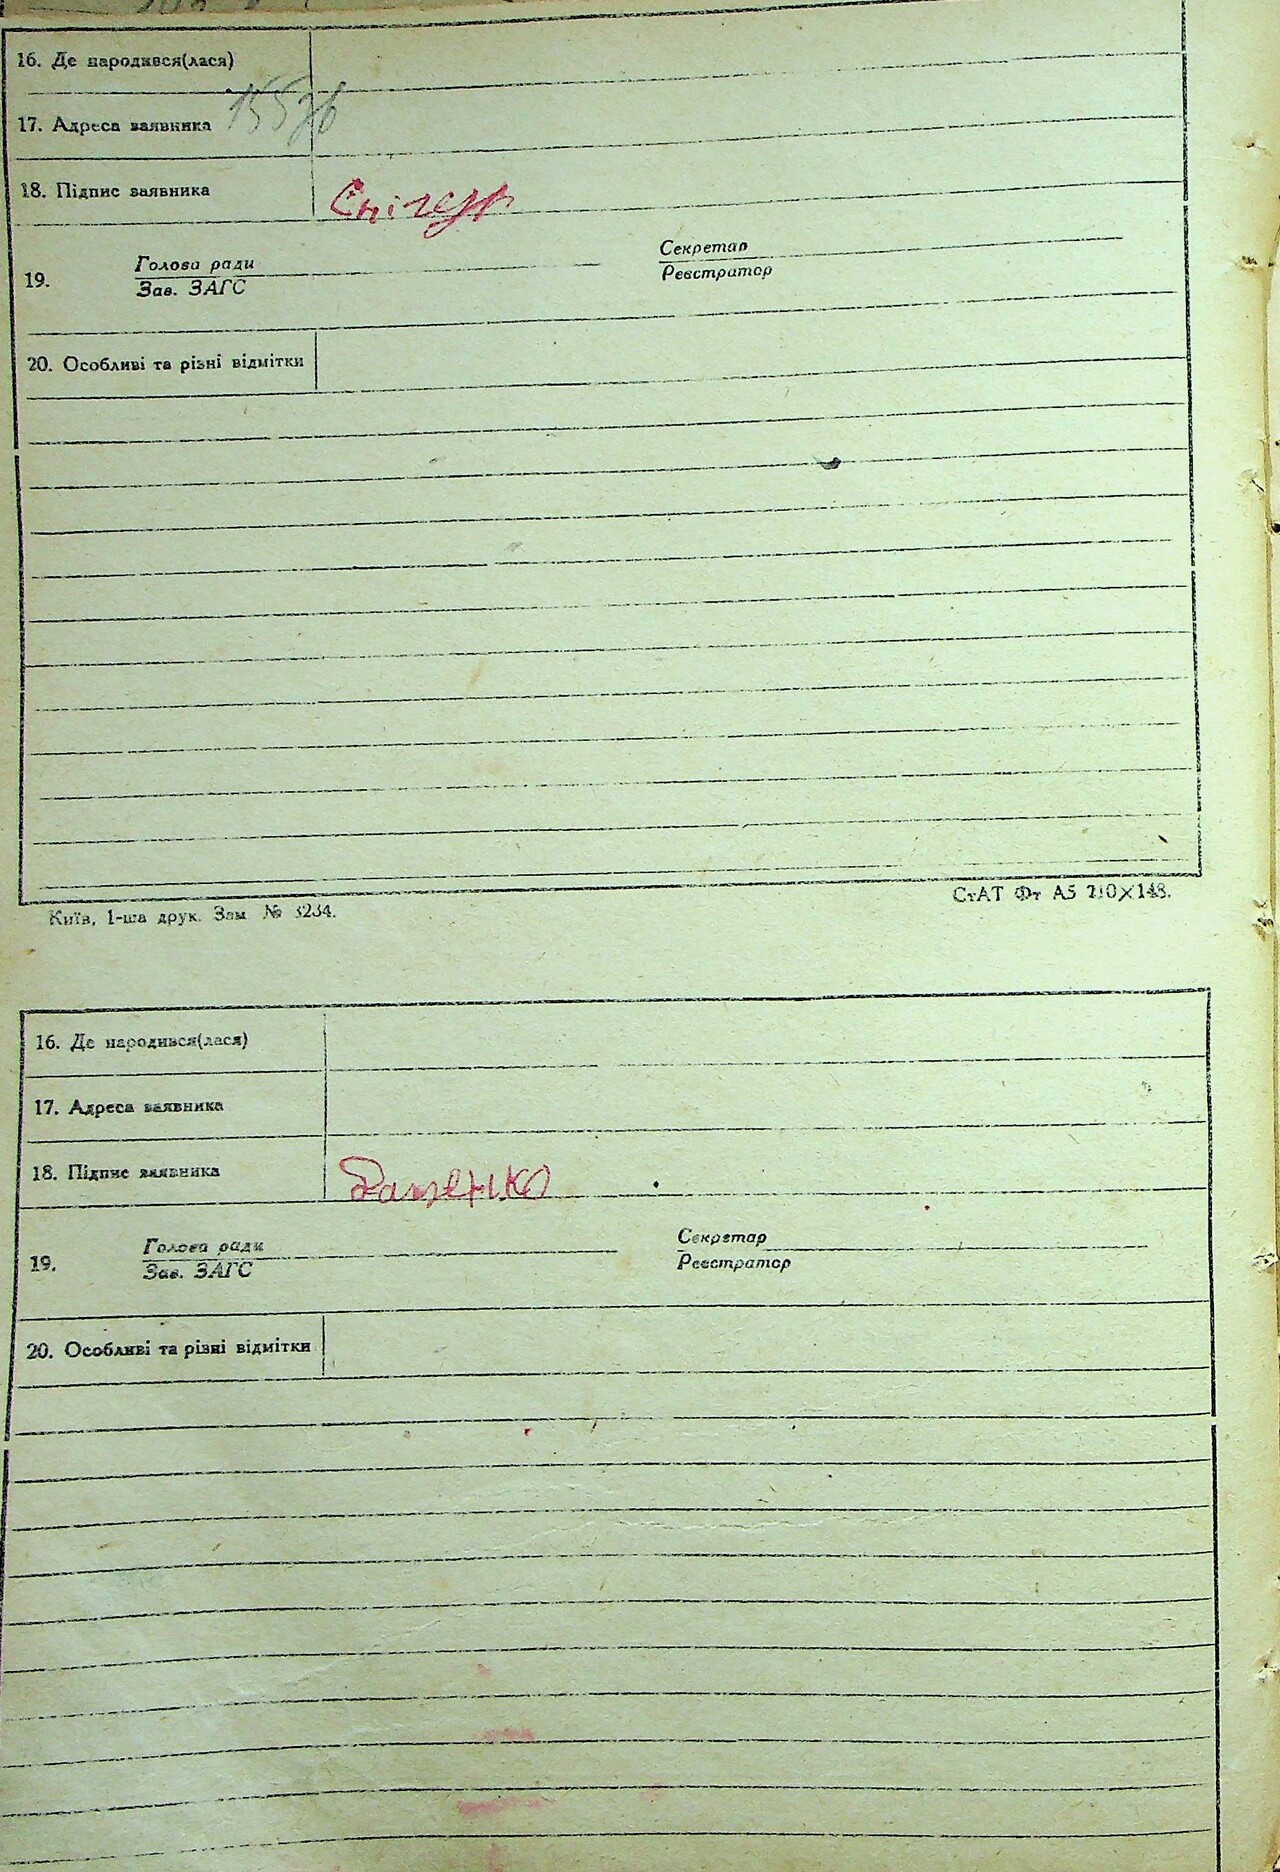 16. Де народився(лася)
17. Адреса заявника
18. Підпис заявника
19. Голова ради Секретар
Зав. ЗАГС Реєстратор
20. Особливі та різні відмітки
Київ, 1-ша друк. Зам № 3234. СтАТ Фт А5 210×148.
16. Де народився(лася)
17. Адреса заявника
18. Підпис заявника
19. Голова ради Секретар
Зав. ЗАГС Реєстратор
20. Особливі та різні відмітки